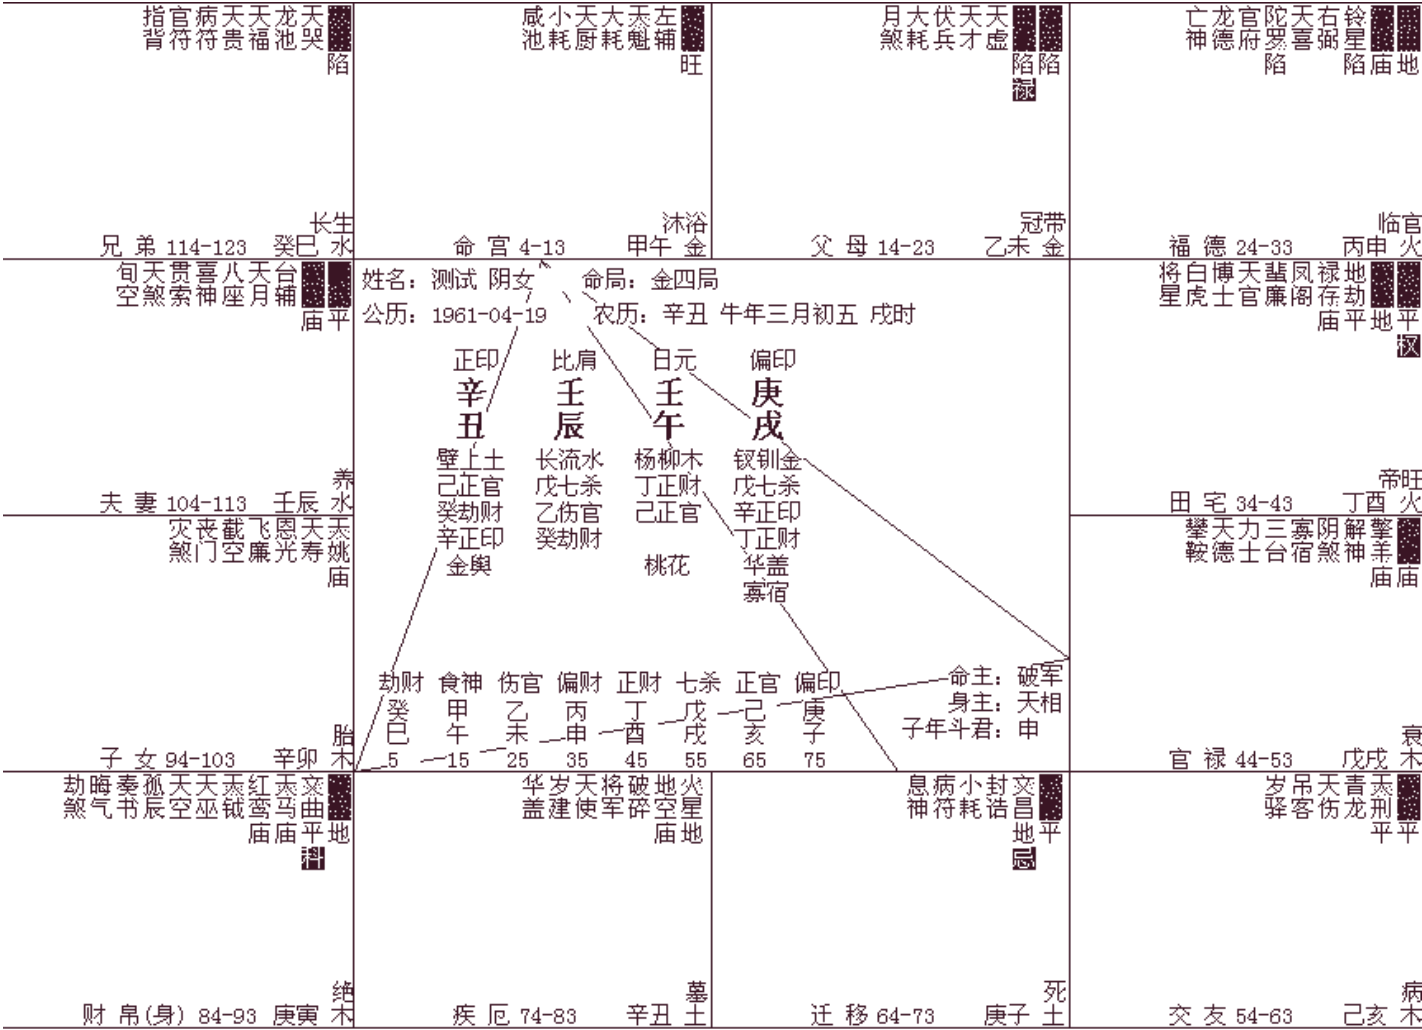 指背 官符 病符 天贵 天福 龙池 天哭
陷
长生
兄 弟 114-123 癸巳 水
咸池 小耗 天厨 大耗 天魁 左辅
旺
沐浴
命 宫 4-13 甲午 金
月煞 大耗 伏兵 天才 天虚
陷 陷
禄
冠带
父 母 14-23 乙未 金
亡神 龙德 官府 陀罗 天喜 右弼 铃星
陷 陷 庙 地
临官
福 德 24-33 丙申 火
旬空 天煞 贯索 喜神 八座 天月 台辅
庙 平
养
夫 妻 104-113 壬辰 水
姓名：测试 阴女 命局：金四局
公历：1961-04-19 农历：辛丑 牛年三月初五 戌时
正印 比肩 日元 偏印
辛 壬 壬 庚
丑 辰 午 戌
壁上土 长流水 杨柳木 钗钏金
己正官 戊七杀 丁正财 戊七杀
癸劫财 乙伤官 己正官 辛正印
辛正印 癸劫财 丁正财
金舆 桃花 华盖
寡宿
劫财 食神 伤官 偏财 正财 七杀 正官 偏印
癸 甲 乙 丙 丁 戊 己 庚
巳 午 未 申 酉 戌 亥 子
5 15 25 35 45 55 65 75
命主：破军
身主：天相
子年斗君：申
将星 白虎 博士 天官 蜚廉 凤阁 禄存 地劫
庙 平 地 平
权
帝旺
田 宅 34-43 丁酉 火
灾煞 丧门 截空 飞廉 恩光 天寿 天姚
庙
胎
子 女 94-103 辛卯 木
攀鞍 天德 力士 三台 寡宿 阴煞 解神 擎羊
庙 庙
衰
官 禄 44-53 戊戌 木
劫煞 晦气 奏书 孤辰 天空 天巫 天钺 红鸾 天马 文曲
庙 庙 平 地
科
绝
财 帛(身) 84-93 庚寅 木
华盖 岁建 天使 将军 破碎 地空 火星
庙 地
墓
疾 厄 74-83 辛丑 土
息神 病符 小耗 封诰 文昌
地 平
忌
死
迁 移 64-73 庚子 土
岁驿 吊客 天伤 青龙 天刑
平 平
病
交 友 54-63 己亥 木